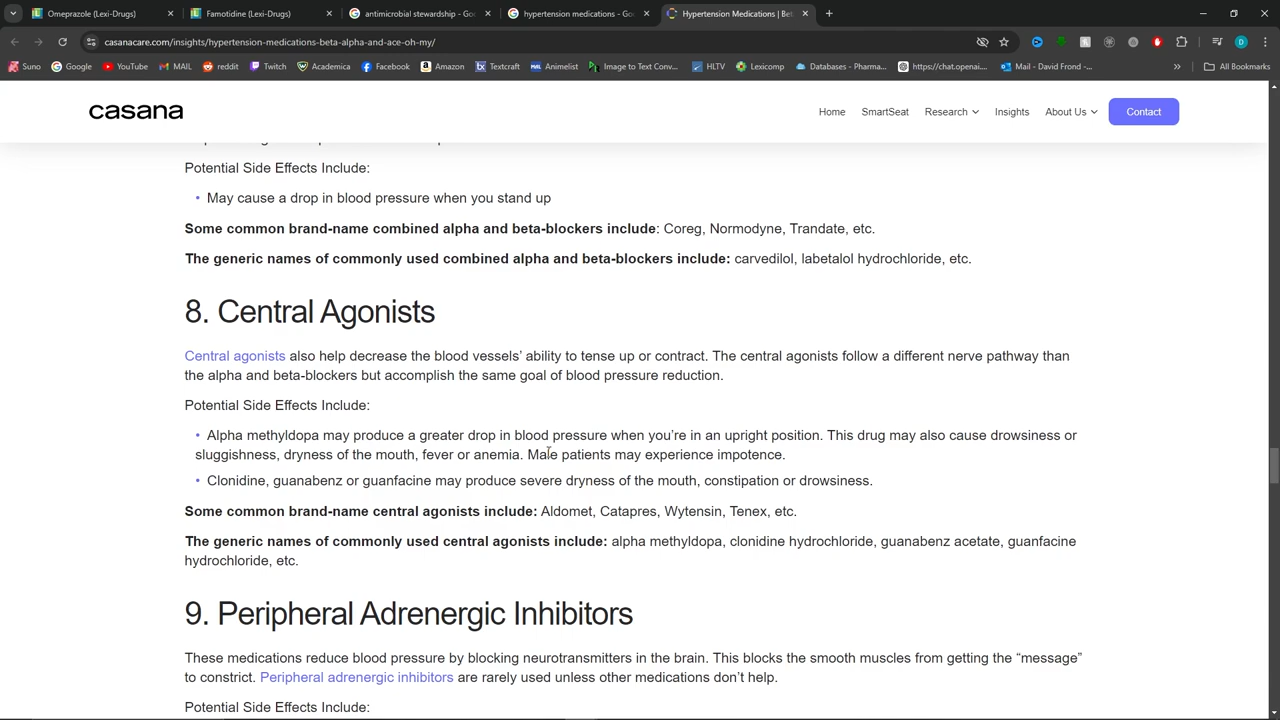 Omeprazole (Lexi-Drugs)
Famotidine (Lexi-Drugs)
antimicrobial stewardship - Go
hypertension medications - Go
Hypertension Medications | Bet
casanacare.com/insights/hypertension-medications-beta-alpha-and-ace-oh-my/
D
Suno
Google
YouTube
MAIL
reddit
Twitch
Academica
Facebook
Amazon
Textcraft
Animelist
Image to Text Conv...
HLTV
Lexicomp
Databases - Pharma...
https://chat.openai....
Mail - David Frond -...
All Bookmarks
casana
Home
SmartSeat
Research
Insights
About Us
Contact
Potential Side Effects Include:
• May cause a drop in blood pressure when you stand up
Some common brand-name combined alpha and beta-blockers include: Coreg, Normodyne, Trandate, etc.
The generic names of commonly used combined alpha and beta-blockers include: carvedilol, labetalol hydrochloride, etc.
8. Central Agonists
Central agonists also help decrease the blood vessels’ ability to tense up or contract. The central agonists follow a different nerve pathway than
the alpha and beta-blockers but accomplish the same goal of blood pressure reduction.
Potential Side Effects Include:
• Alpha methyldopa may produce a greater drop in blood pressure when you’re in an upright position. This drug may also cause drowsiness or
sluggishness, dryness of the mouth, fever or anemia. Male patients may experience impotence.
• Clonidine, guanabenz or guanfacine may produce severe dryness of the mouth, constipation or drowsiness.
Some common brand-name central agonists include: Aldomet, Catapres, Wytensin, Tenex, etc.
The generic names of commonly used central agonists include: alpha methyldopa, clonidine hydrochloride, guanabenz acetate, guanfacine
hydrochloride, etc.
9. Peripheral Adrenergic Inhibitors
These medications reduce blood pressure by blocking neurotransmitters in the brain. This blocks the smooth muscles from getting the “message”
to constrict. Peripheral adrenergic inhibitors are rarely used unless other medications don’t help.
Potential Side Effects Include: